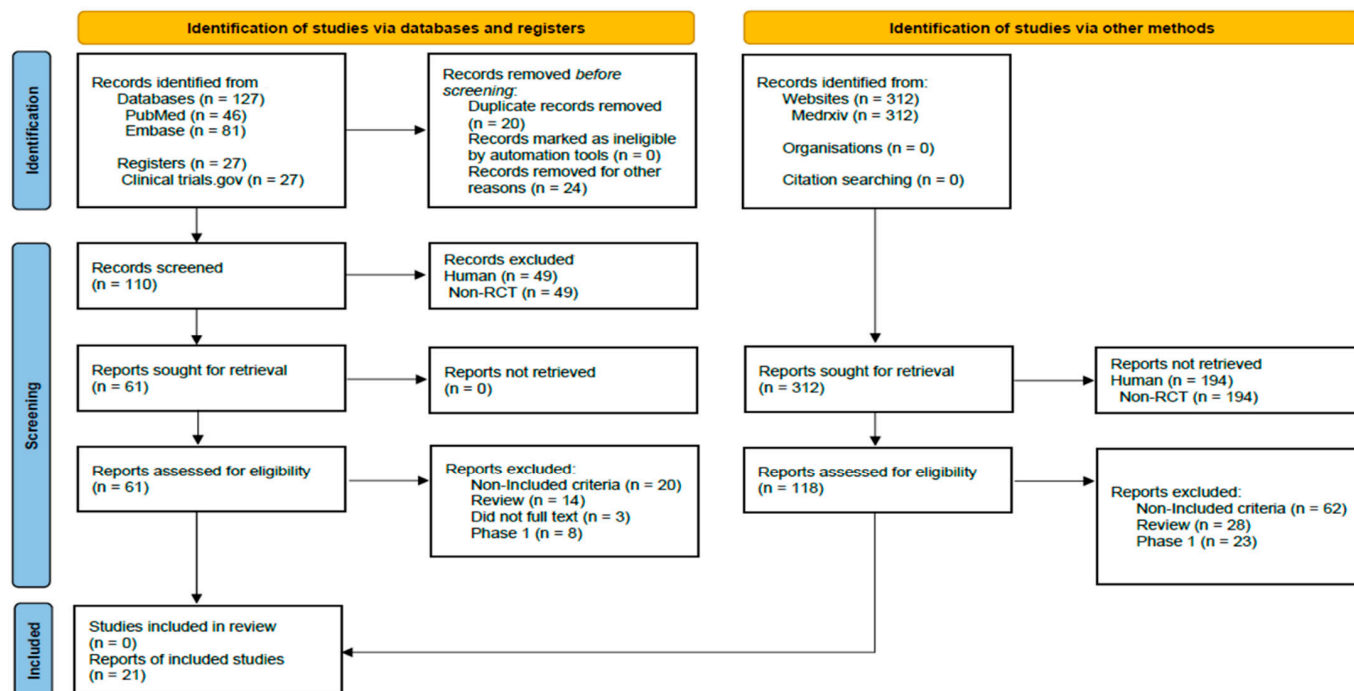 Identification of studies via databases and registers
Identification of studies via other methods
Identification
Records identified from
Databases (n = 127)
PubMed (n = 46)
Embase (n = 81)
Registers (n = 27)
Clinical trials.gov (n = 27)
Records removed before
screening:
Duplicate records removed
(n = 20)
Records marked as ineligible
by automation tools (n = 0)
Records removed for other
reasons (n = 24)
Records identified from:
Websites (n = 312)
Medrxiv (n = 312)
Organisations (n = 0)
Citation searching (n = 0)
Screening
Records screened
(n = 110)
Records excluded
Human (n = 49)
Non-RCT (n = 49)
Reports sought for retrieval
(n = 61)
Reports not retrieved
(n = 0)
Reports sought for retrieval
(n = 312)
Reports not retrieved
Human (n = 194)
Non-RCT (n = 194)
Reports assessed for eligibility
(n = 61)
Reports excluded:
Non-Included criteria (n = 20)
Review (n = 14)
Did not full text (n = 3)
Phase 1 (n = 8)
Reports assessed for eligibility
(n = 118)
Reports excluded:
Non-Included criteria (n = 62)
Review (n = 28)
Phase 1 (n = 23)
Included
Studies included in review
(n = 0)
Reports of included studies
(n = 21)